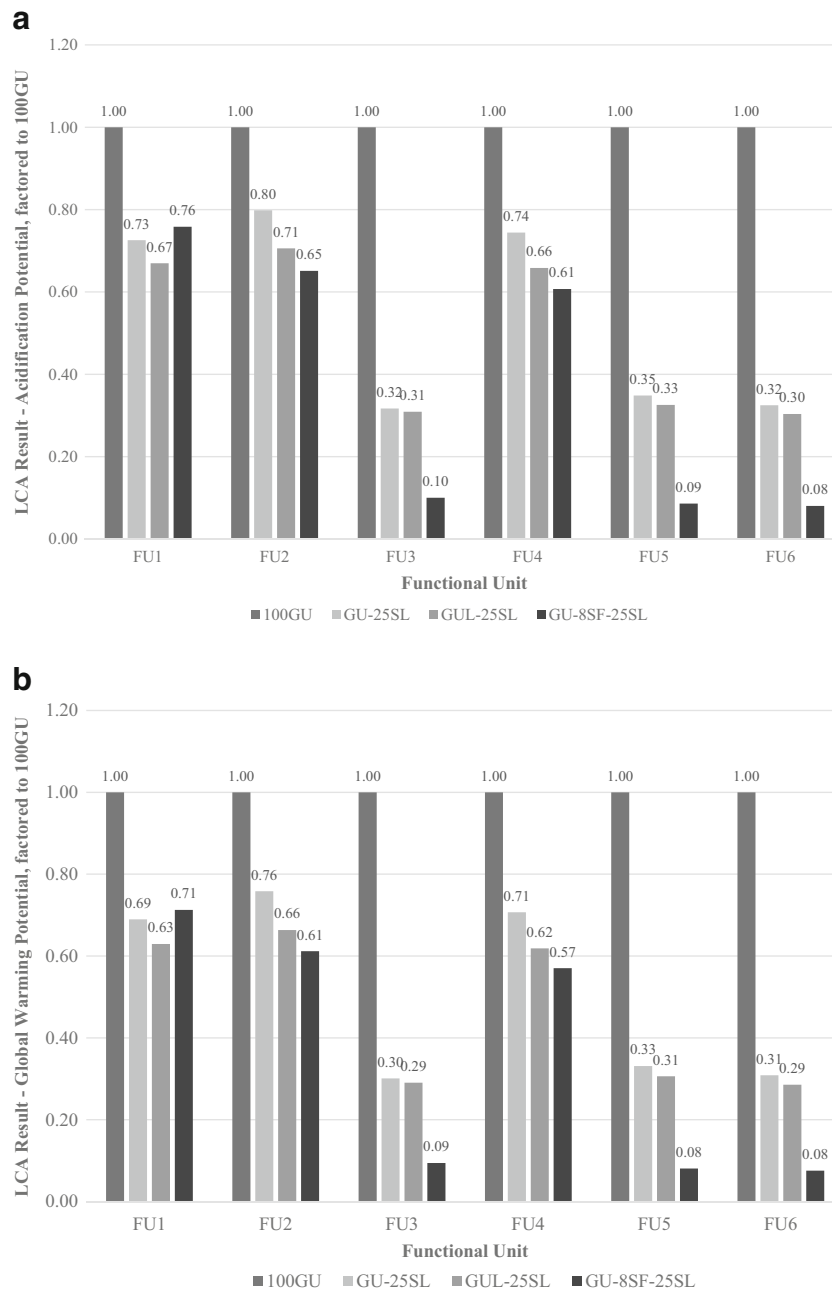 a
LCA Result - Acidification Potential, factored to 100GU
1.20
1.00
0.80
0.60
0.40
0.20
0.00
1.00 0.73 0.67 0.76
1.00 0.80 0.71 0.65
1.00 0.32 0.31 0.10
1.00 0.74 0.66 0.61
1.00 0.35 0.33 0.09
1.00 0.32 0.30 0.08
FU1 FU2 FU3 FU4 FU5 FU6
Functional Unit
100GU GU-25SL GUL-25SL GU-8SF-25SL
b
LCA Result - Global Warming Potential, factored to 100GU
1.20
1.00
0.80
0.60
0.40
0.20
0.00
1.00 0.69 0.63 0.71
1.00 0.76 0.66 0.61
1.00 0.30 0.29 0.09
1.00 0.71 0.62 0.57
1.00 0.33 0.31 0.08
1.00 0.31 0.29 0.08
FU1 FU2 FU3 FU4 FU5 FU6
Functional Unit
100GU GU-25SL GUL-25SL GU-8SF-25SL